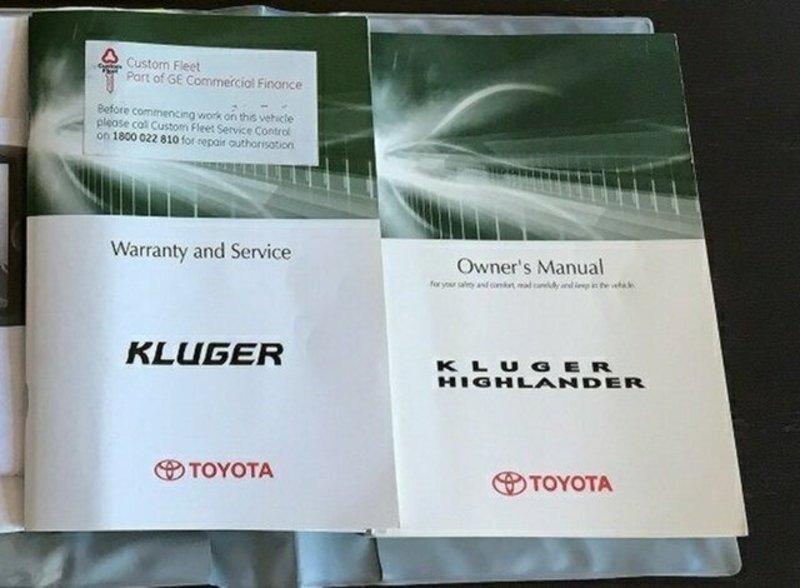 Custom Fleet
Custom Fleet
Part of GE Commercial Finance
Before commencing work on this vehicle
please call Custom Fleet Service Control
on 1800 022 810 for repair authorisation
Warranty and Service
KLUGER
TOYOTA
Owner's Manual
For your safety and comfort, read carefully and keep in the vehicle.
KLUGER
HIGHLANDER
TOYOTA